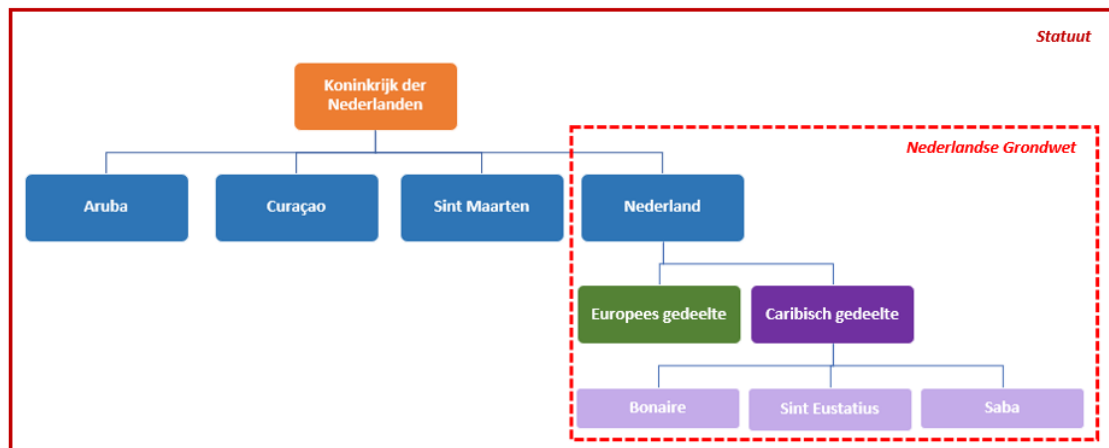 Statuut
Koninkrijk der
Nederlanden
Nederlandse Grondwet
Aruba
Curaçao
Sint Maarten
Nederland
Europees gedeelte
Caribisch gedeelte
Bonaire
Sint Eustatius
Saba